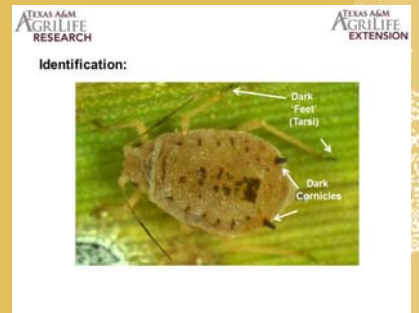 TEXAS A&M
AGRILIFE
RESEARCH
TEXAS A&M
AGRILIFE
EXTENSION
Identification:
Dark
'Feet'
(Tarsi)
Dark
Cornicles